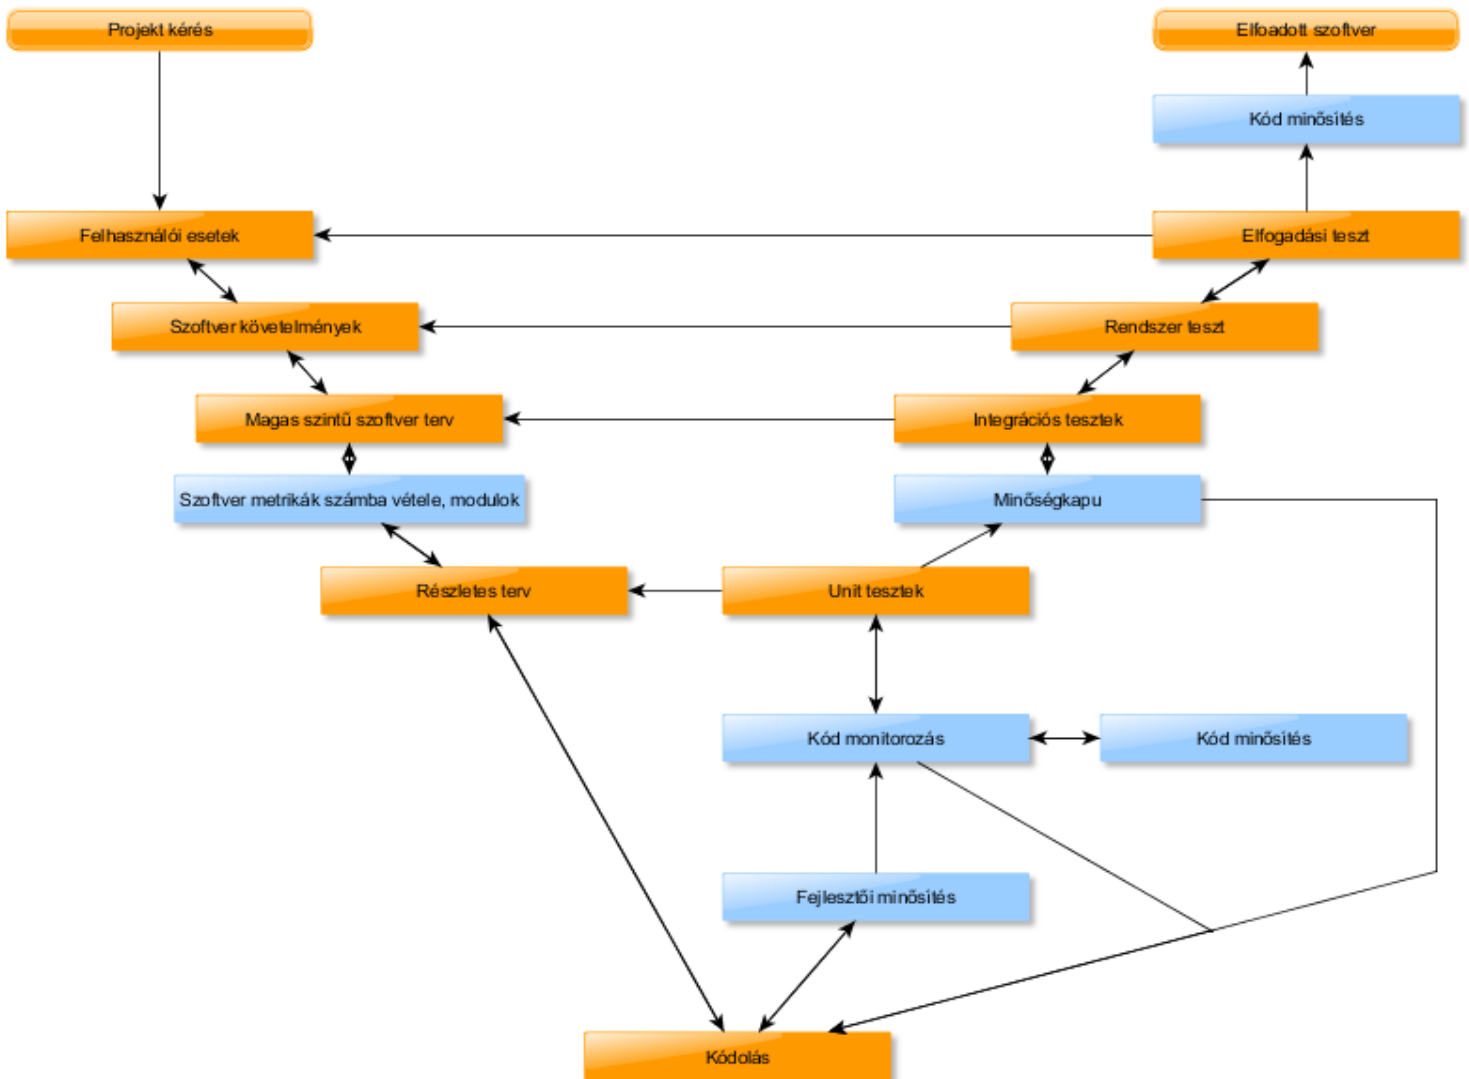 Projekt kérés
Elfoadott szoftver
Kód minősítés
Felhasználói esetek
Elfogadási teszt
Szoftver követelmények
Rendszer teszt
Magas szintű szoftver terv
Integrációs tesztek
Szoftver metrikák számba vétele, modulok
Minőségkapu
Részletes terv
Unit tesztek
Kód monitorozás
Kód minősítés
Fejlesztői minősítés
Kódolás